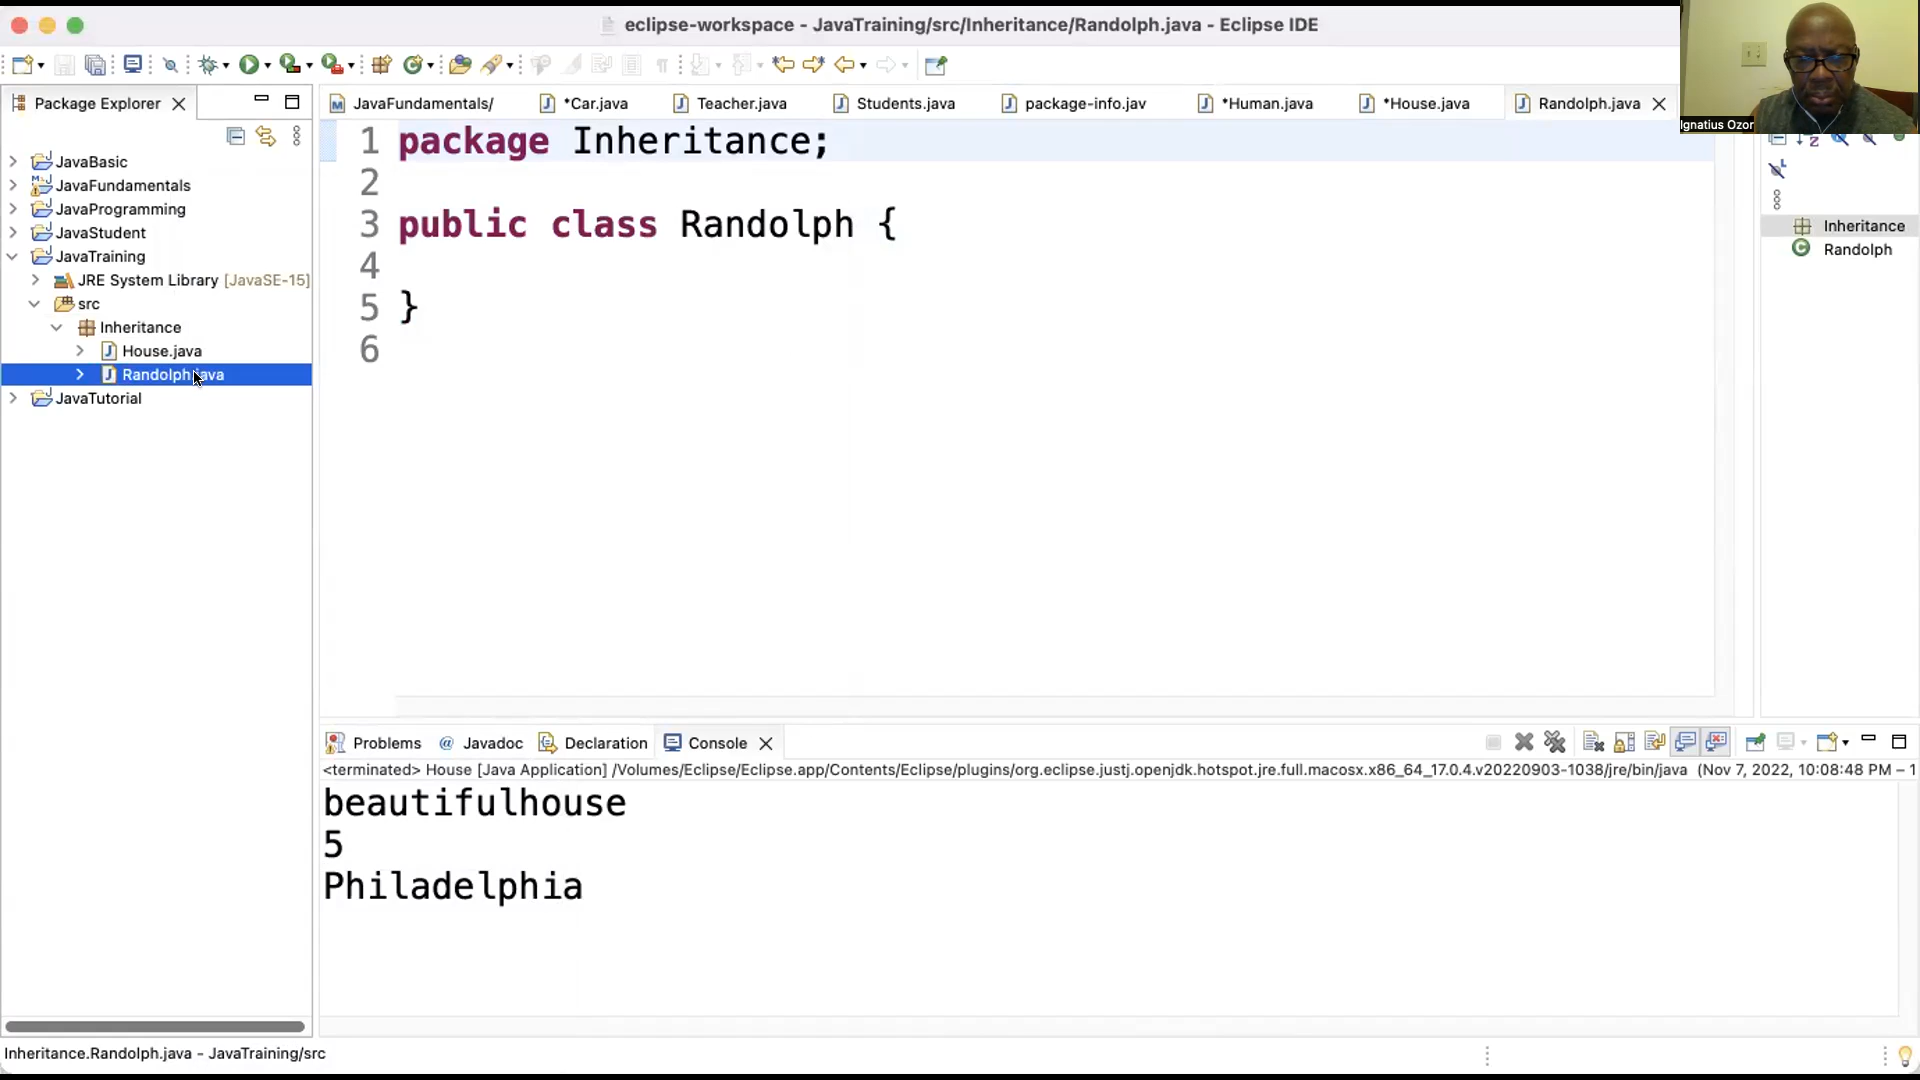 eclipse-workspace - JavaTraining/src/Inheritance/Randolph.java - Eclipse IDE
Ignatius Ozor
Package Explorer
JavaFundamentals/
*Car.java
Teacher.java
Students.java
package-info.jav
*Human.java
*House.java
Randolph.java
JavaBasic
JavaFundamentals
JavaProgramming
JavaStudent
JavaTraining
JRE System Library [JavaSE-15]
src
Inheritance
House.java
Randolph.java
JavaTutorial
1 package Inheritance;
2
3 public class Randolph {
4
5 }
6
Inheritance
Randolph
Problems
@ Javadoc
Declaration
Console
<terminated> House [Java Application] /Volumes/Eclipse/Eclipse.app/Contents/Eclipse/plugins/org.eclipse.justj.openjdk.hotspot.jre.full.macosx.x86_64_17.0.4.v20220903-1038/jre/bin/java (Nov 7, 2022, 10:08:48 PM – 1
beautifulhouse
5
Philadelphia
Inheritance.Randolph.java - JavaTraining/src